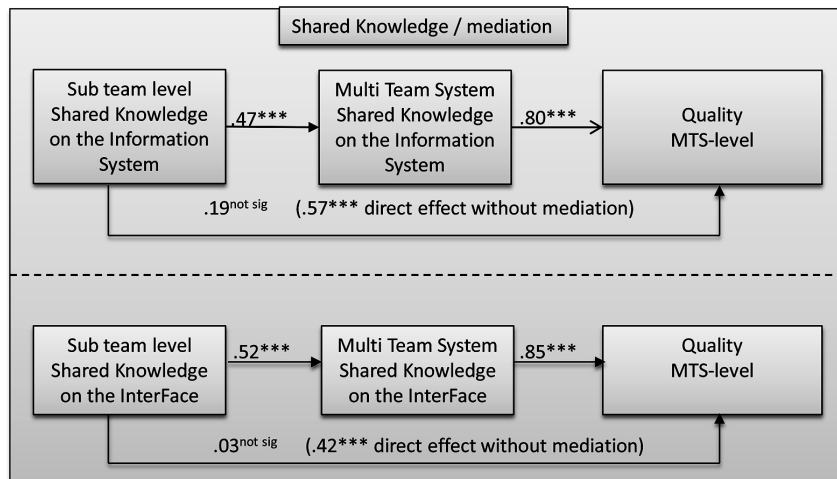 Shared Knowledge / mediation
Sub team level
Shared Knowledge
on the Information
System
.47***
Multi Team System
Shared Knowledge
on the Information
System
.80***
Quality
MTS-level
.19not sig (.57*** direct effect without mediation)
Sub team level
Shared Knowledge
on the InterFace
.52***
Multi Team System
Shared Knowledge
on the InterFace
.85***
Quality
MTS-level
.03not sig (.42*** direct effect without mediation)